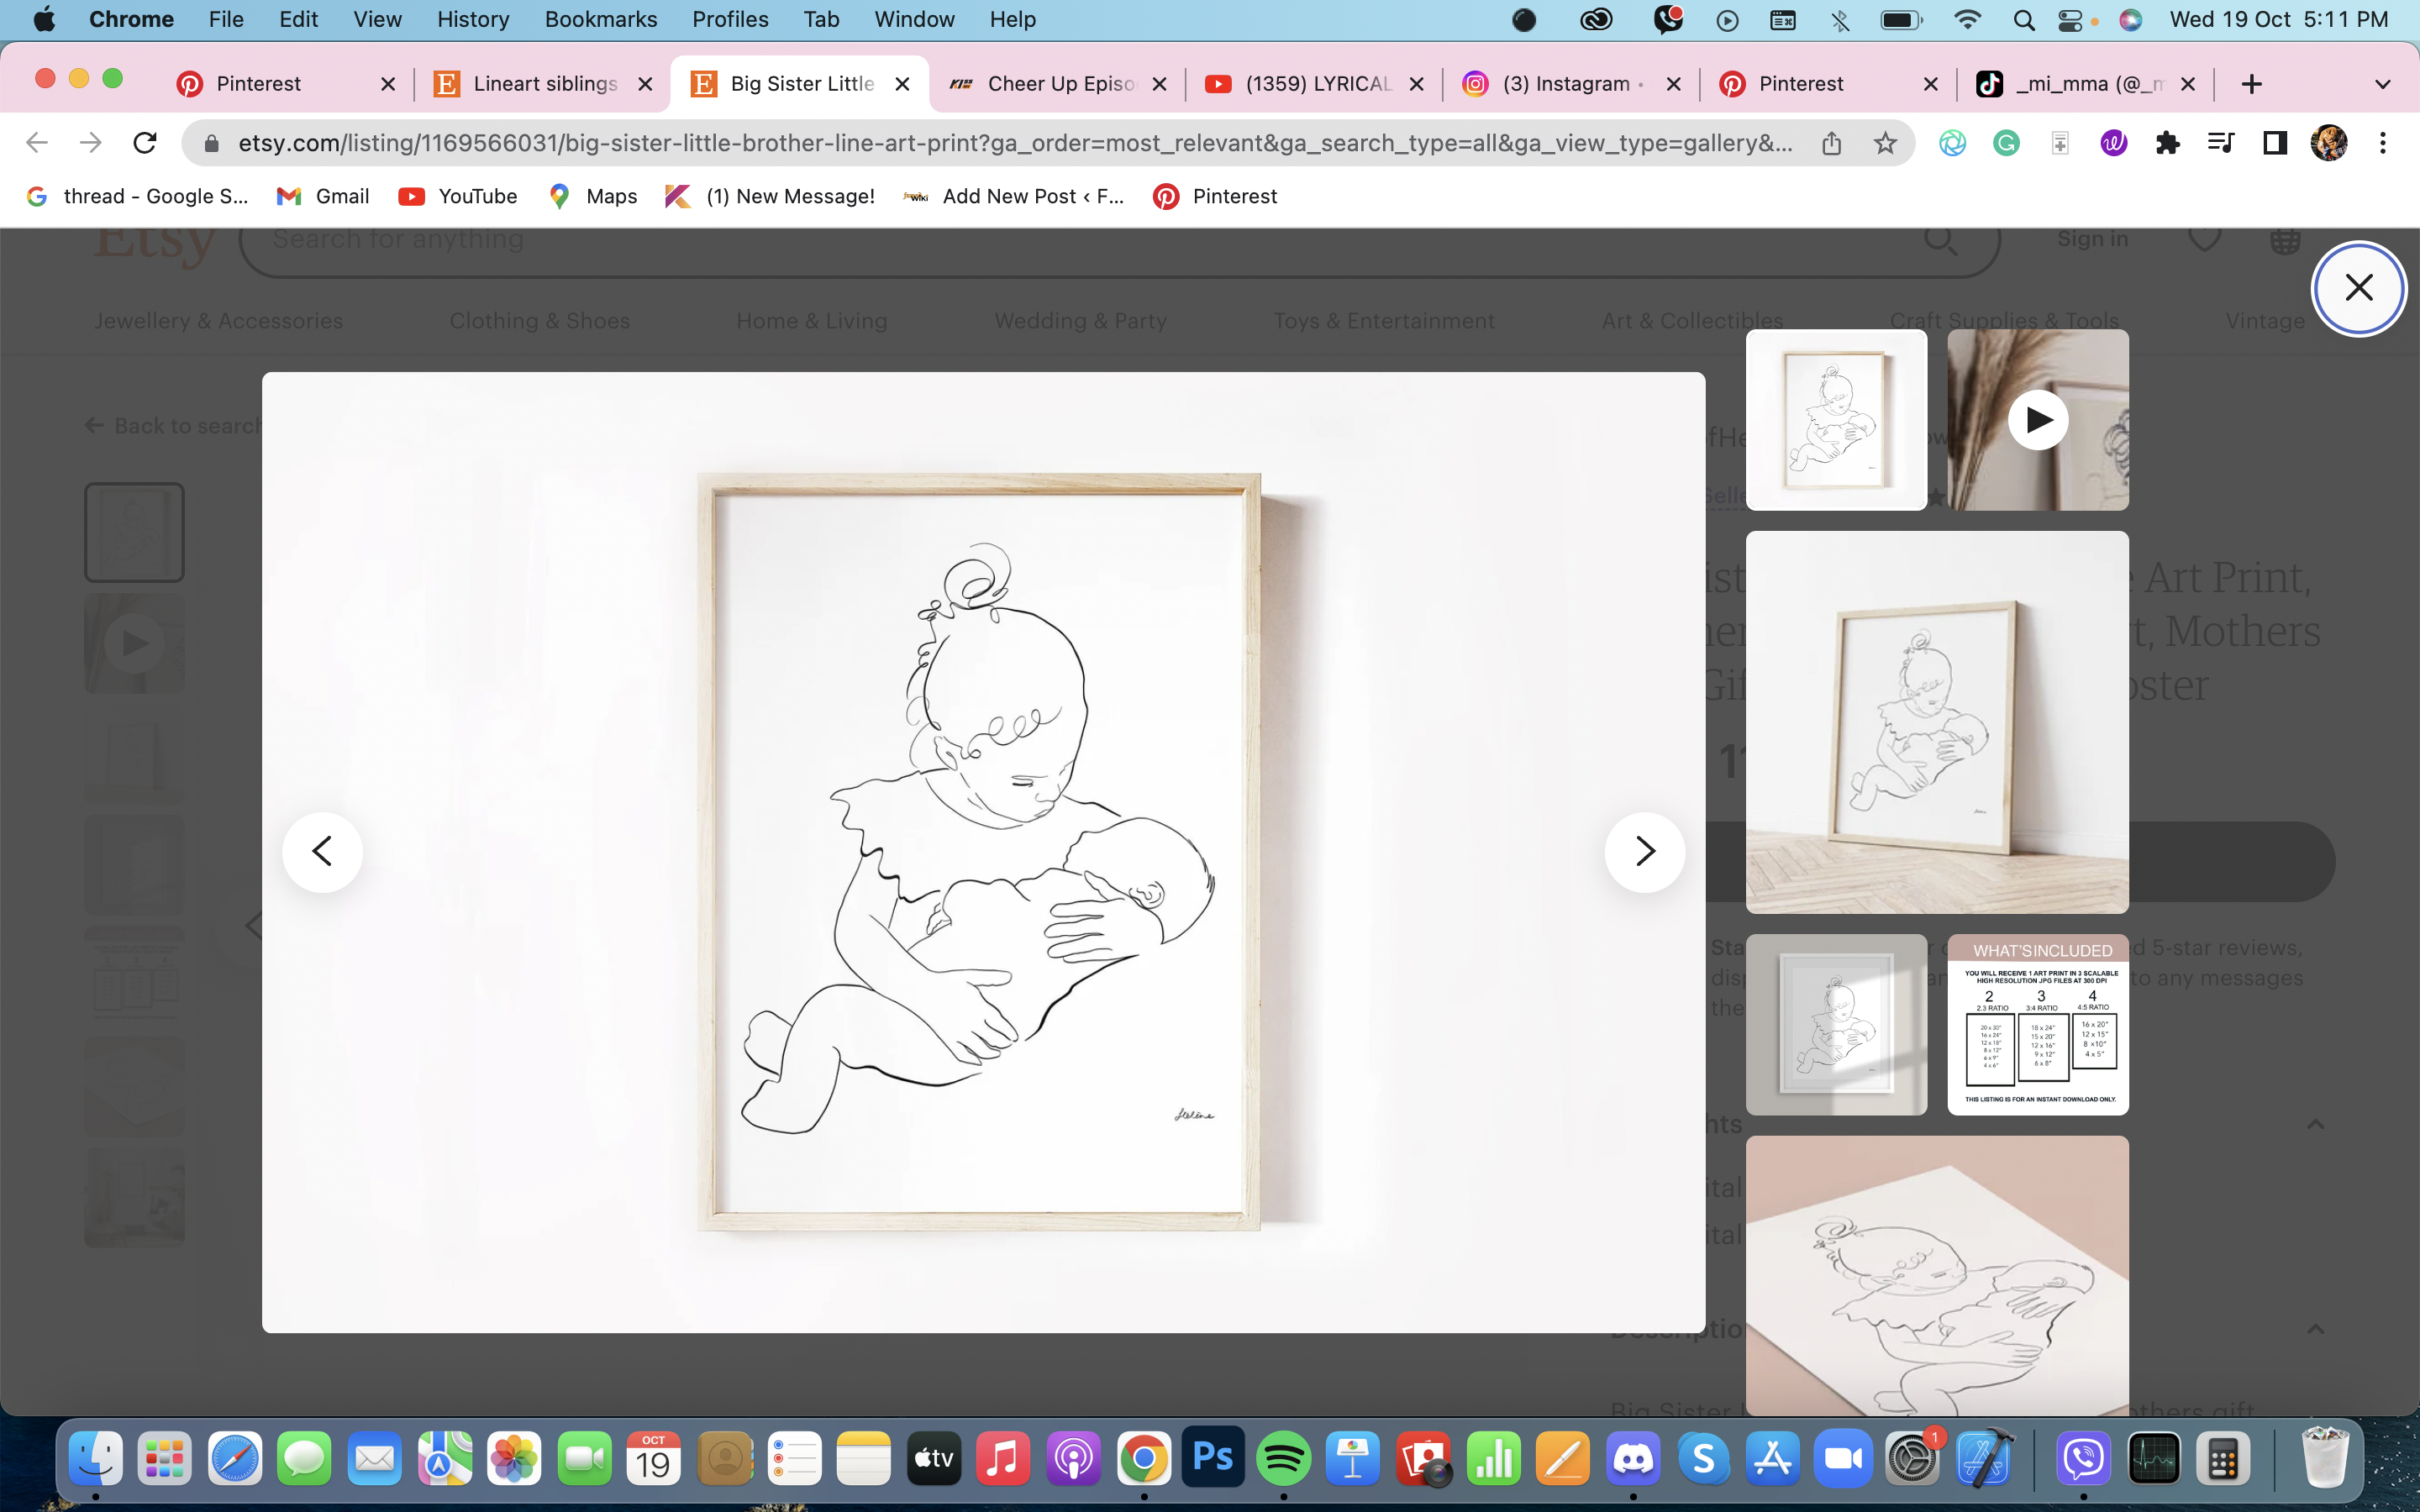 Chrome File Edit View History Bookmarks Profiles Tab Window Help Wed 19 Oct 5:11 PM
Pinterest Lineart siblings Big Sister Little Cheer Up Episo (1359) LYRICAL (3) Instagram • Pinterest _mi_mma (@_m
etsy.com/listing/1169566031/big-sister-little-brother-line-art-print?ga_order=most_relevant&ga_search_type=all&ga_view_type=gallery&...
thread - Google S... Gmail YouTube Maps (1) New Message! Add New Post ‹ F... Pinterest
Etsy Search for anything Sign in
Jewellery & Accessories Clothing & Shoes Home & Living Wedding & Party Toys & Entertainment Art & Collectibles Craft Supplies & Tools Vintage
Back to search
Art Print,
t, Mothers
oster
Sta d 5-star reviews,
disp to any messages
the
Helène
WHAT'SINCLUDED
YOU WILL RECEIVE 1 ART PRINT IN 3 SCALABLE
HIGH RESOLUTION JPG FILES AT 300 DPI
2 3 4
2:3 RATIO 3:4 RATIO 4:5 RATIO
20 x 30" 18 x 24" 16 x 20"
16 x 24" 15 x 20" 12 x 15"
12 x 18" 12 x 16" 8 x10"
8 x 12" 9 x 12" 4 x 5"
6 x 9" 6 x 8"
4 x 6"
THIS LISTING IS FOR AN INSTANT DOWNLOAD ONLY.
hts
ital
ital
Descriptio
Big Sister others gift
OCT
19
tv
Ps
1